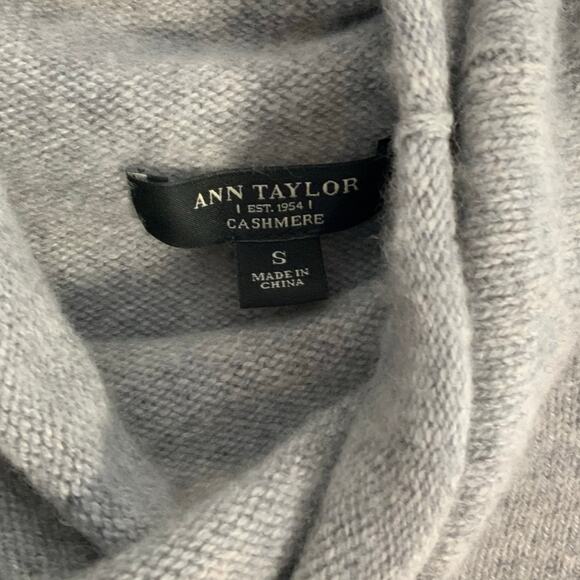 ANN TAYLOR
| EST. 1954 |
CASHMERE
S
MADE IN
CHINA